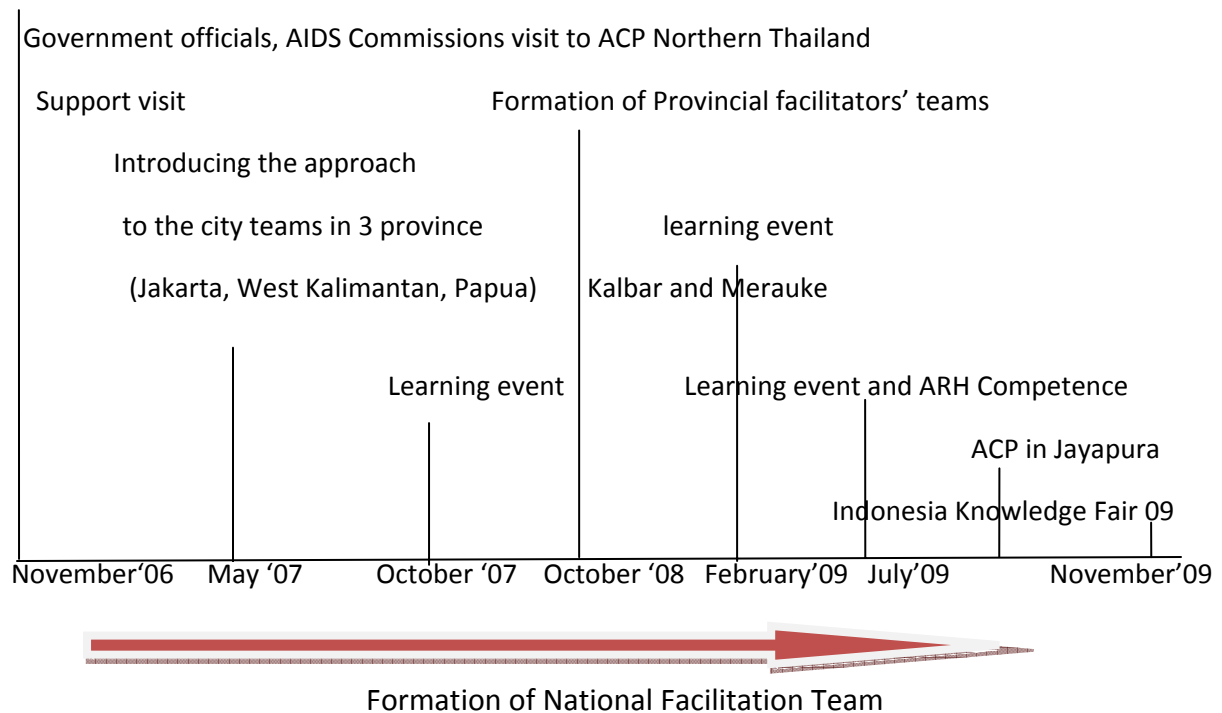 Government officials, AIDS Commissions visit to ACP Northern Thailand
Support visit
Formation of Provincial facilitators’ teams
Introducing the approach
to the city teams in 3 province
learning event
(Jakarta, West Kalimantan, Papua)
Kalbar and Merauke
Learning event
Learning event and ARH Competence
ACP in Jayapura
Indonesia Knowledge Fair 09
November‘06
May ‘07
October ‘07
October ‘08
February’09
July’09
November’09
Formation of National Facilitation Team